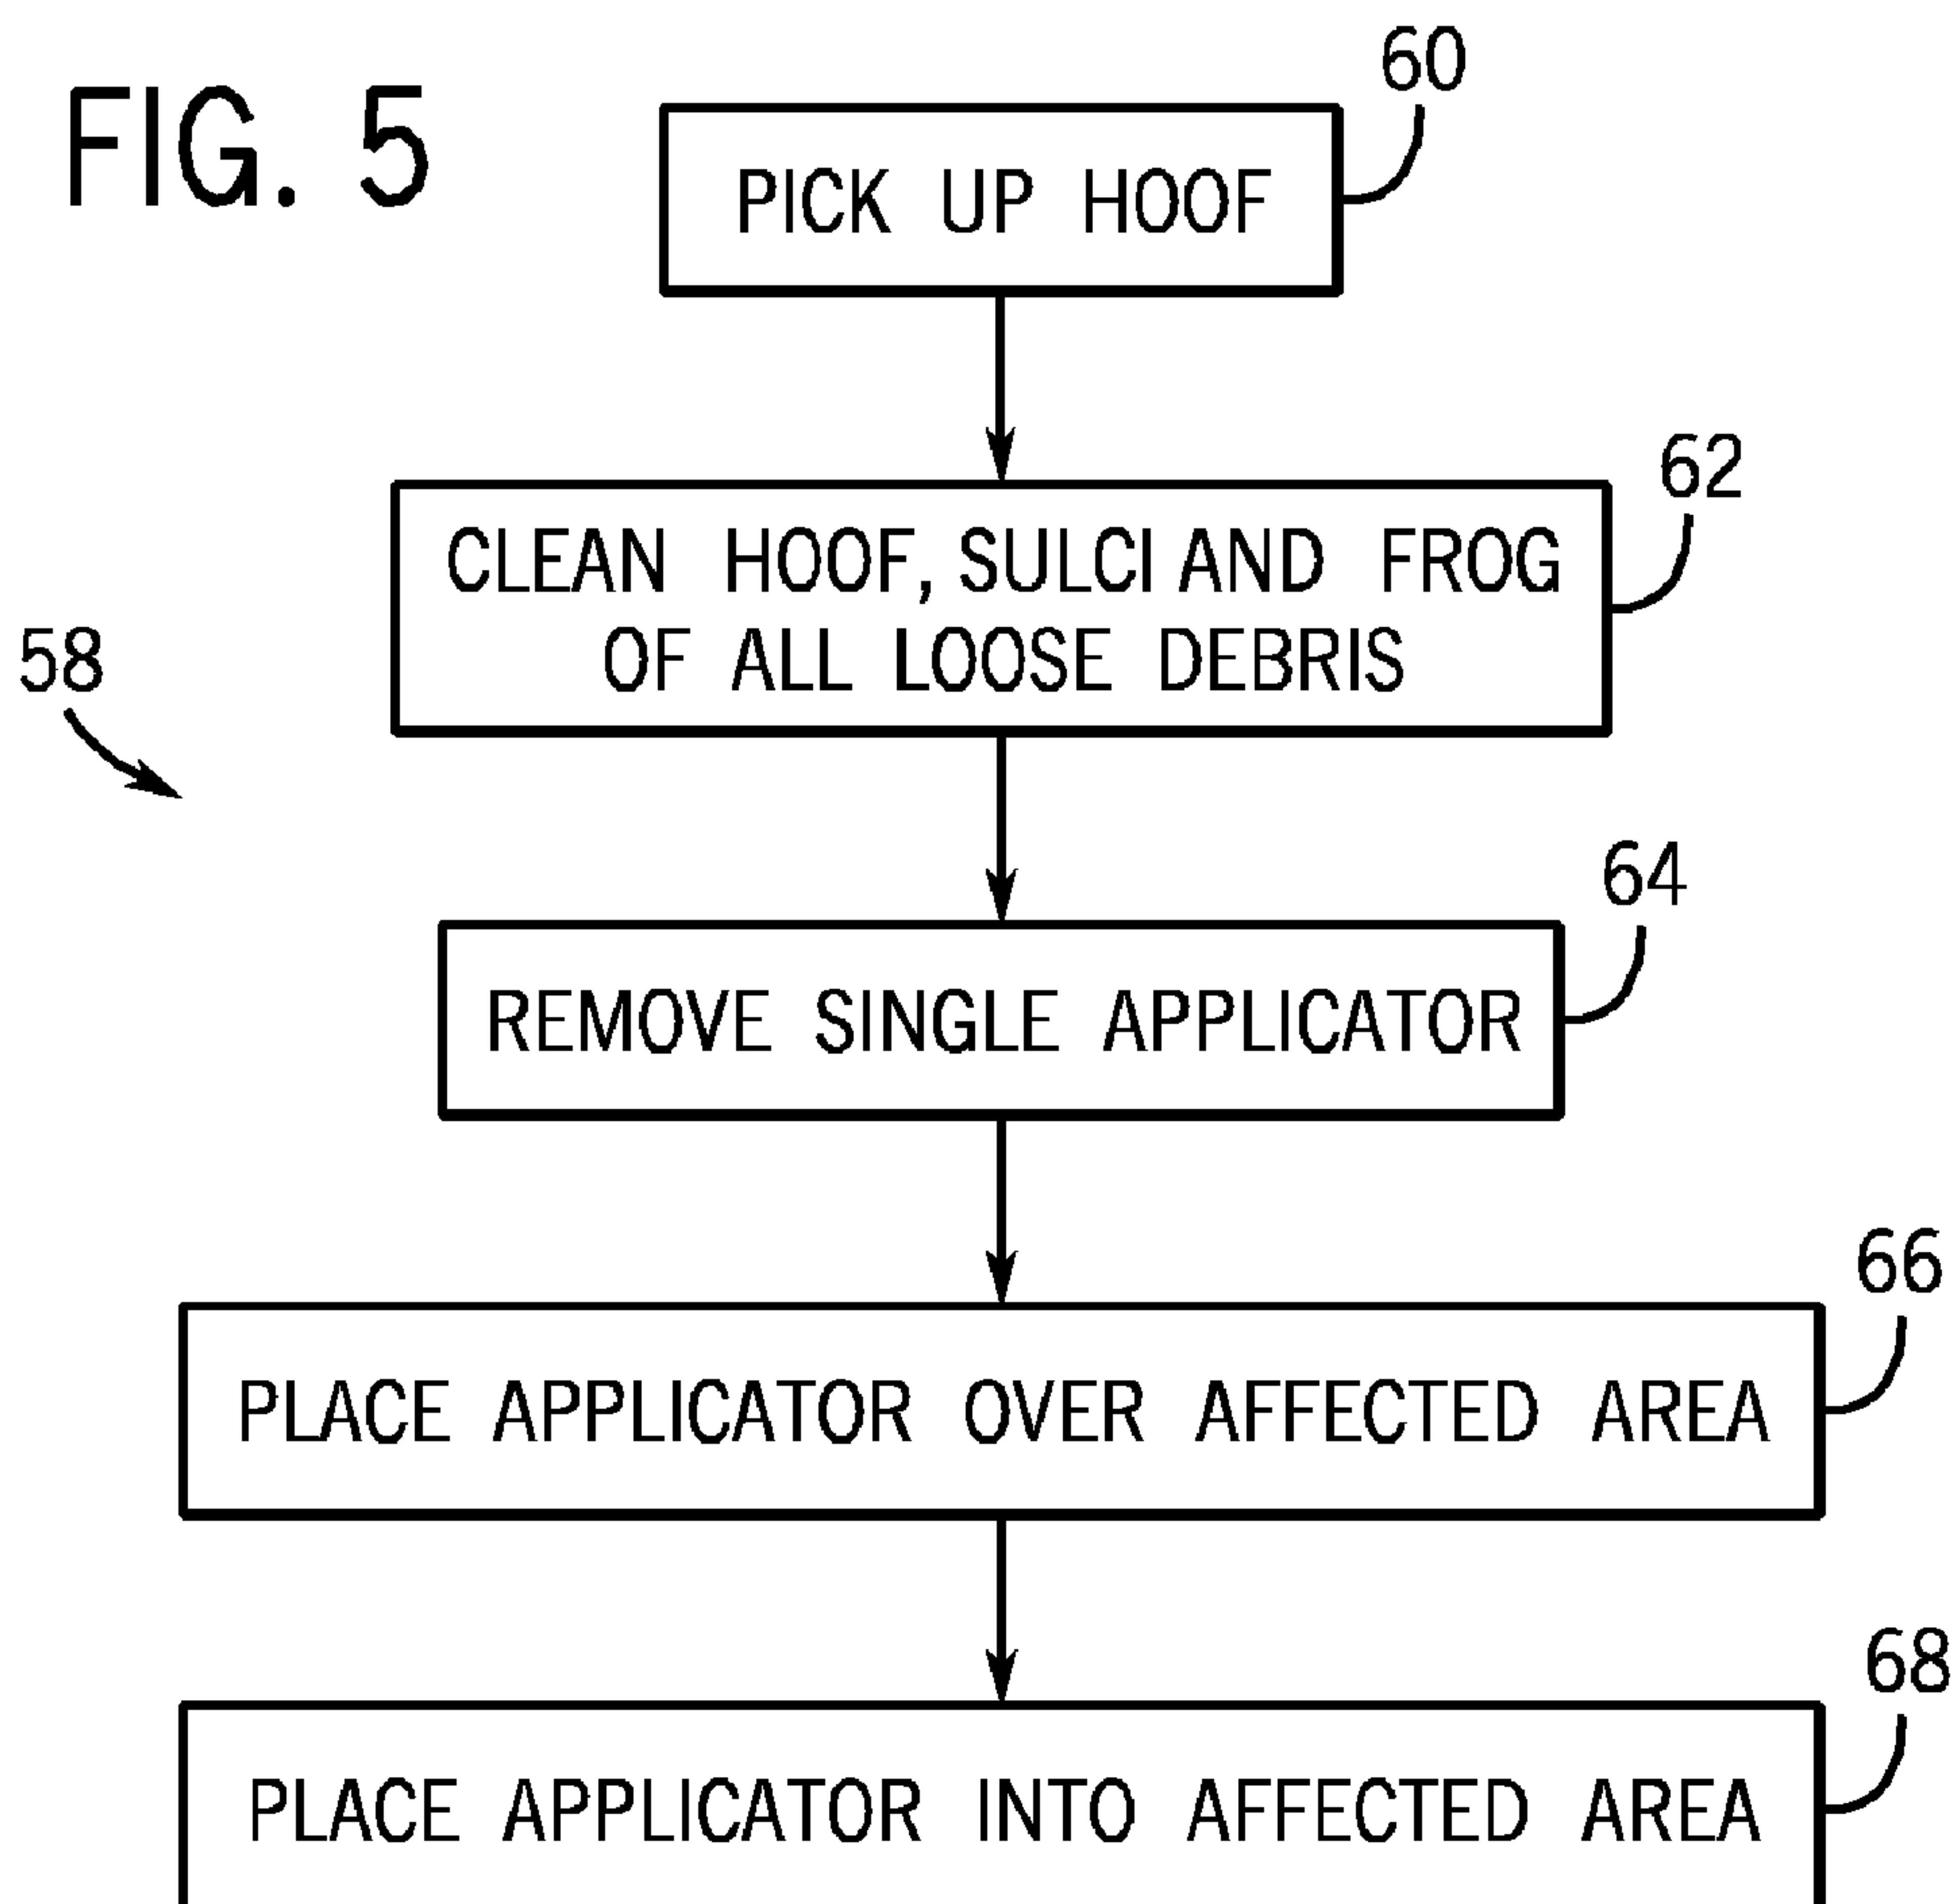 FIG. 5
60
PICK UP HOOF
62
CLEAN HOOF, SULCI AND FROG
OF ALL LOOSE DEBRIS
58
64
REMOVE SINGLE APPLICATOR
66
PLACE APPLICATOR OVER AFFECTED AREA
68
PLACE APPLICATOR INTO AFFECTED AREA